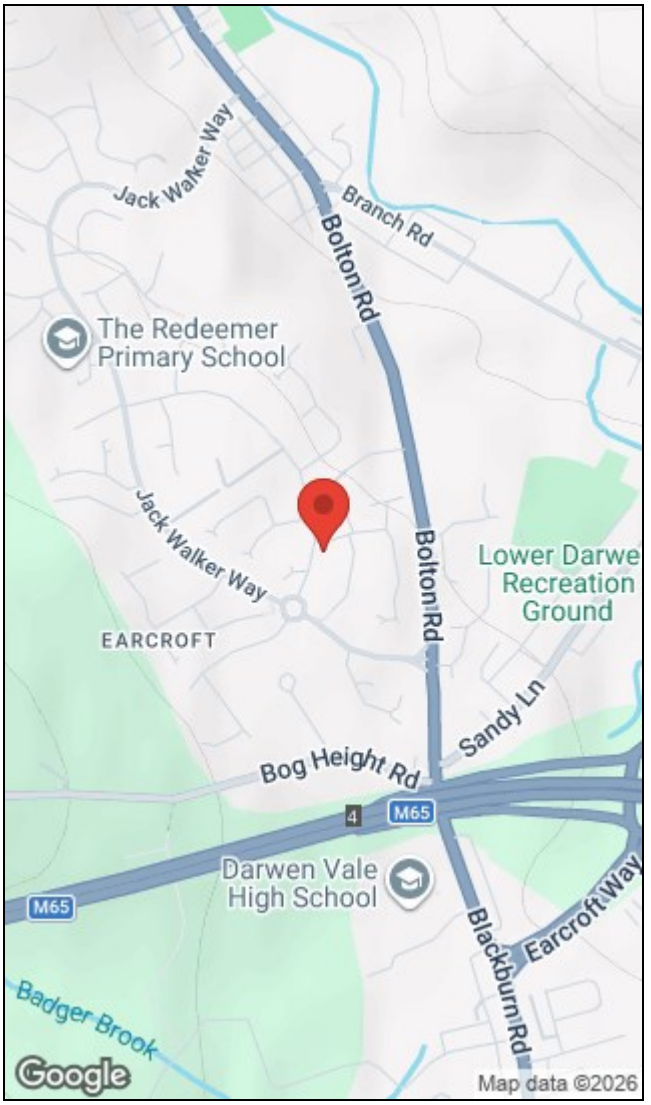 Jack Walker Way
Branch Rd
Bolton Rd
The Redeemer
Primary School
Jack Walker Way
Bolton Rd
Lower Darwe
Recreation
Ground
EARCROFT
Sandy Ln
Bog Height Rd
4
M65
Darwen Vale
High School
M65
Earcroft Way
Blackburn Rd
Badger Brook
Google
Map data ©2026